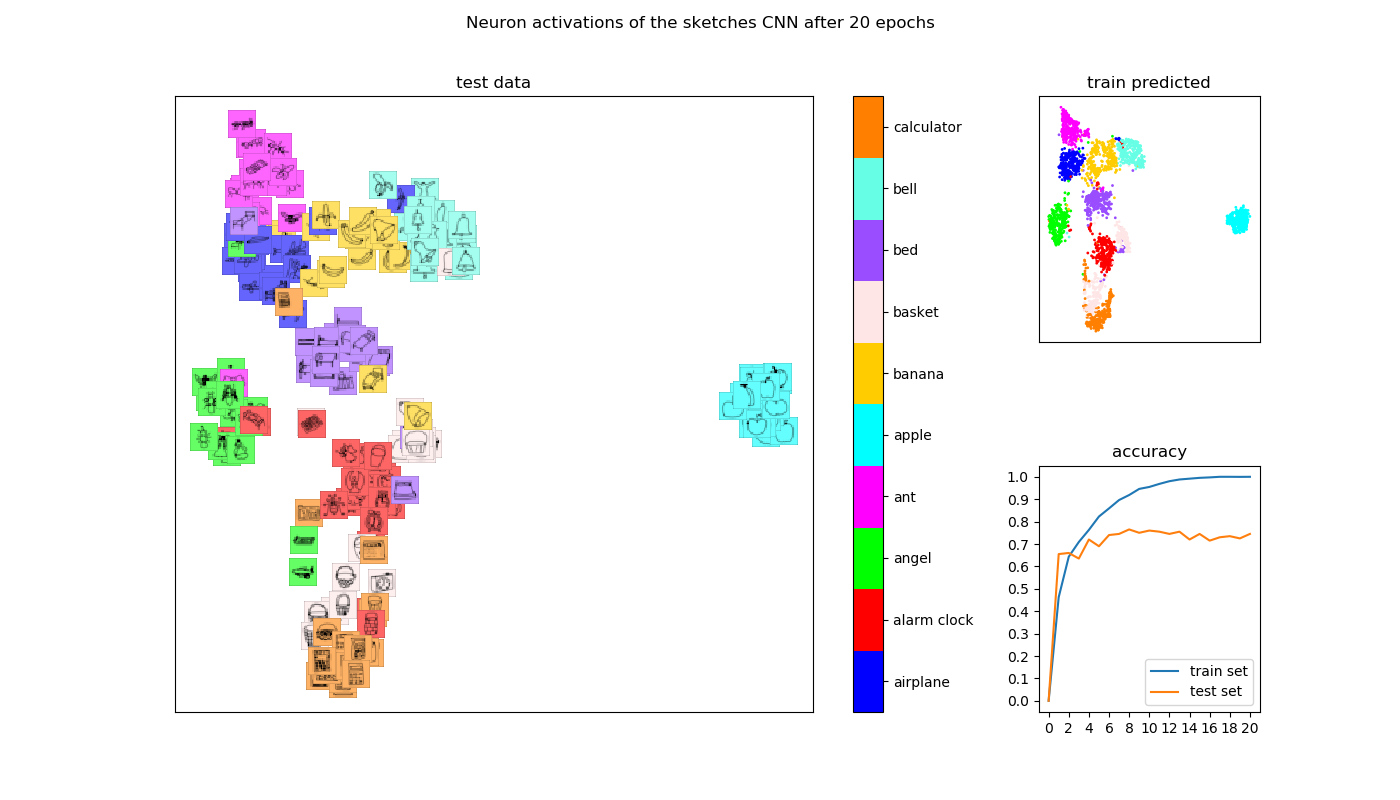 Neuron activations of the sketches CNN after 20 epochs
test data
calculator
bell
bed
basket
banana
apple
ant
angel
alarm clock
airplane
train predicted
accuracy
1.0
0.9
0.8
0.7
0.6
0.5
0.4
0.3
0.2
0.1
0.0
train set
test set
0 2 4 6 8 10 12 14 16 18 20